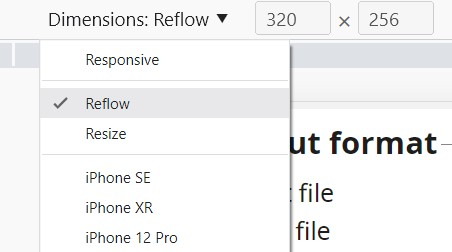 Dimensions: Reflow ▼ 320 × 256
Responsive
✓ Reflow
Resize
iPhone SE
iPhone XR
iPhone 12 Pro
ut format
file
file